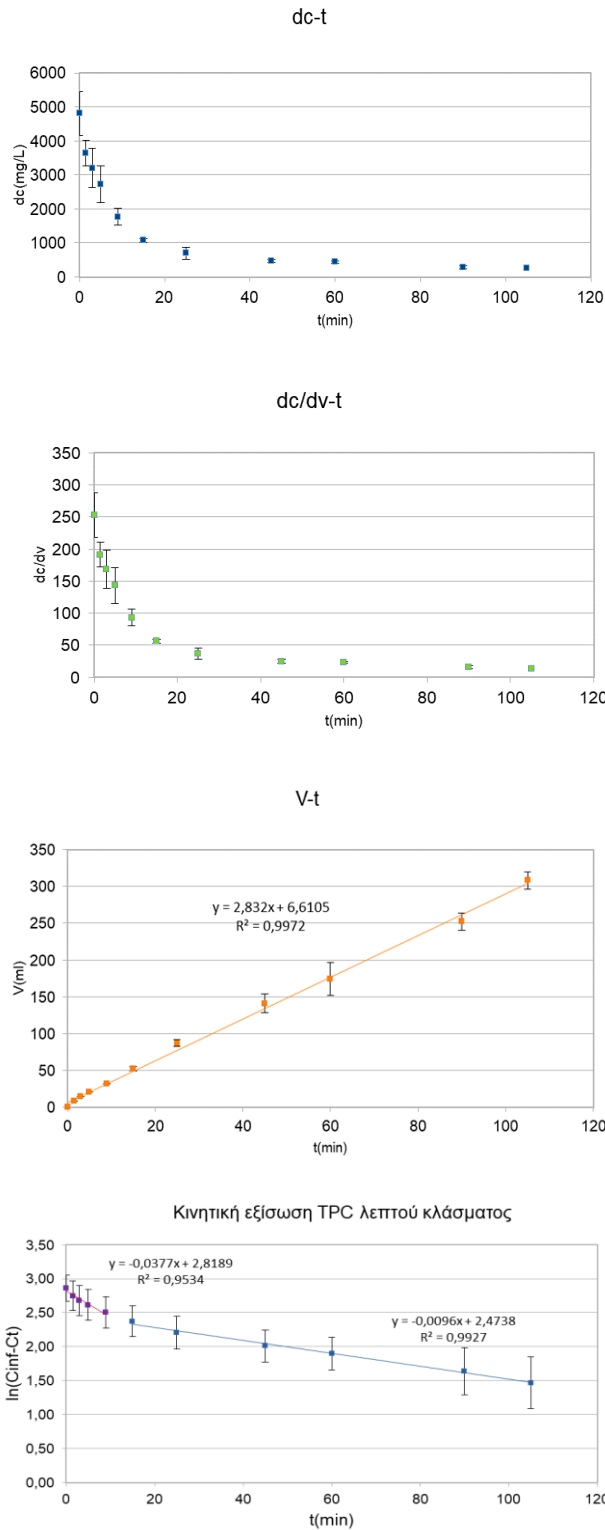 dc-t
6000
5000
4000
3000
2000
1000
0
dc(mg/L)
0 20 40 60 80 100 120
t(min)
dc/dv-t
350
300
250
200
150
100
50
0
dc/dv
0 20 40 60 80 100 120
t(min)
V-t
350
300
250
200
150
100
50
0
V(ml)
y = 2,832x + 6,6105
R² = 0,9972
0 20 40 60 80 100 120
t(min)
Κινητική εξίσωση TPC λεπτού κλάσματος
3,50
3,00
2,50
2,00
1,50
1,00
0,50
0,00
ln(Cinf-Ct)
y = -0,0377x + 2,8189
R² = 0,9534
y = -0,0096x + 2,4738
R² = 0,9927
0 20 40 60 80 100 120
t(min)